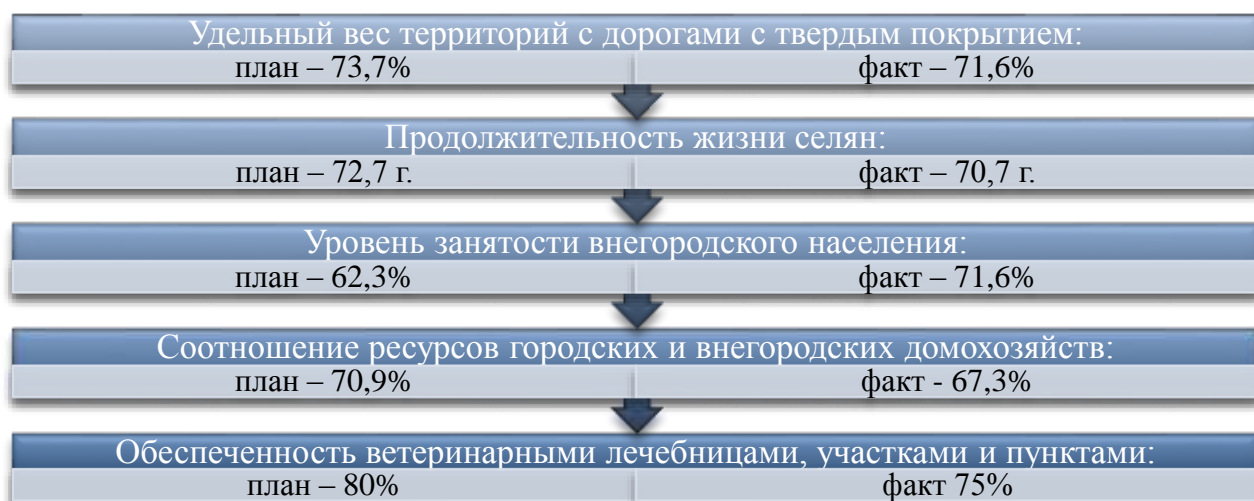 Удельный вес территорий с дорогами с твердым покрытием:
план – 73,7% факт – 71,6%
Продолжительность жизни селян:
план – 72,7 г. факт – 70,7 г.
Уровень занятости внегородского населения:
план – 62,3% факт – 71,6%
Соотношение ресурсов городских и внегородских домохозяйств:
план – 70,9% факт - 67,3%
Обеспеченность ветеринарными лечебницами, участками и пунктами:
план – 80% факт 75%